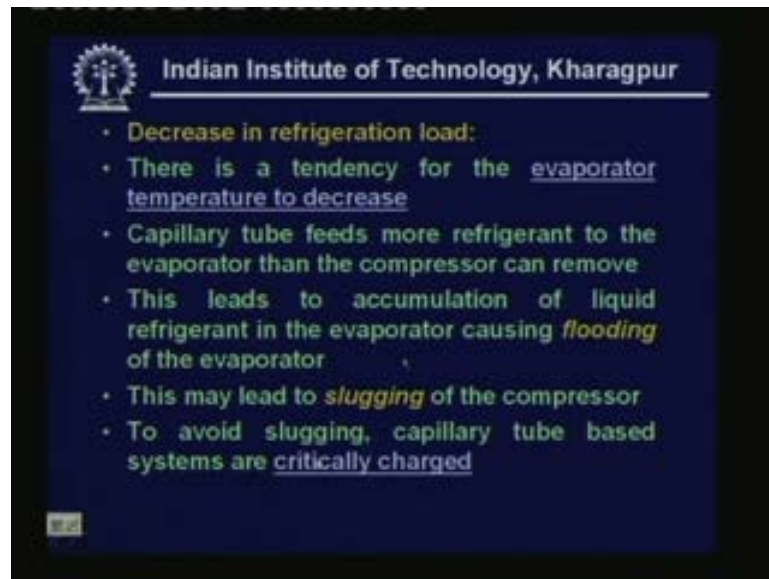 Indian Institute of Technology, Kharagpur
• Decrease in refrigeration load:
• There is a tendency for the evaporator
temperature to decrease
• Capillary tube feeds more refrigerant to the
evaporator than the compressor can remove
• This leads to accumulation of liquid
refrigerant in the evaporator causing flooding
of the evaporator
• This may lead to slugging of the compressor
• To avoid slugging, capillary tube based
systems are critically charged